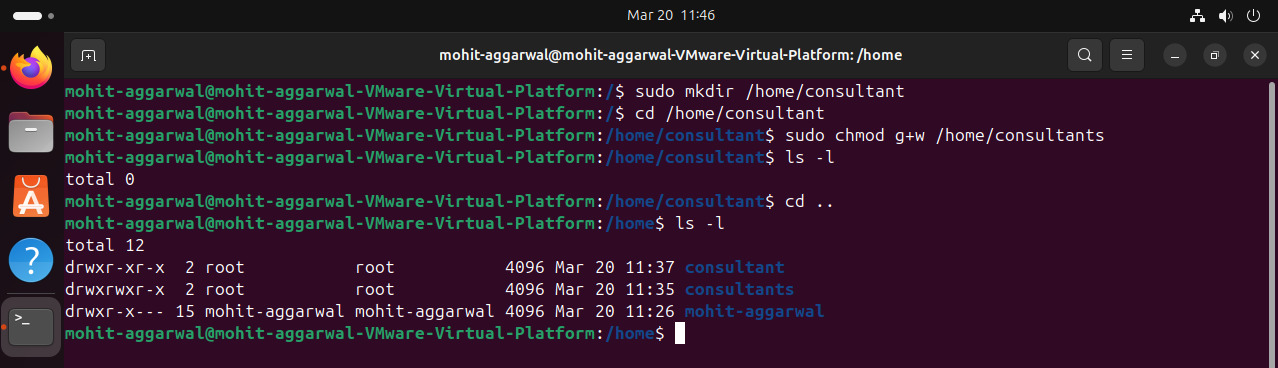 Mar 20 11:46
mohit-aggarwal@mohit-aggarwal-VMware-Virtual-Platform: /home
mohit-aggarwal@mohit-aggarwal-VMware-Virtual-Platform:/$ sudo mkdir /home/consultant
mohit-aggarwal@mohit-aggarwal-VMware-Virtual-Platform:/$ cd /home/consultant
mohit-aggarwal@mohit-aggarwal-VMware-Virtual-Platform:/home/consultant$ sudo chmod g+w /home/consultants
mohit-aggarwal@mohit-aggarwal-VMware-Virtual-Platform:/home/consultant$ ls -l
total 0
mohit-aggarwal@mohit-aggarwal-VMware-Virtual-Platform:/home/consultant$ cd ..
mohit-aggarwal@mohit-aggarwal-VMware-Virtual-Platform:/home$ ls -l
total 12
drwxr-xr-x  2 root           root           4096 Mar 20 11:37 consultant
drwxrwxr-x  2 root           root           4096 Mar 20 11:35 consultants
drwxr-x--- 15 mohit-aggarwal mohit-aggarwal 4096 Mar 20 11:26 mohit-aggarwal
mohit-aggarwal@mohit-aggarwal-VMware-Virtual-Platform:/home$